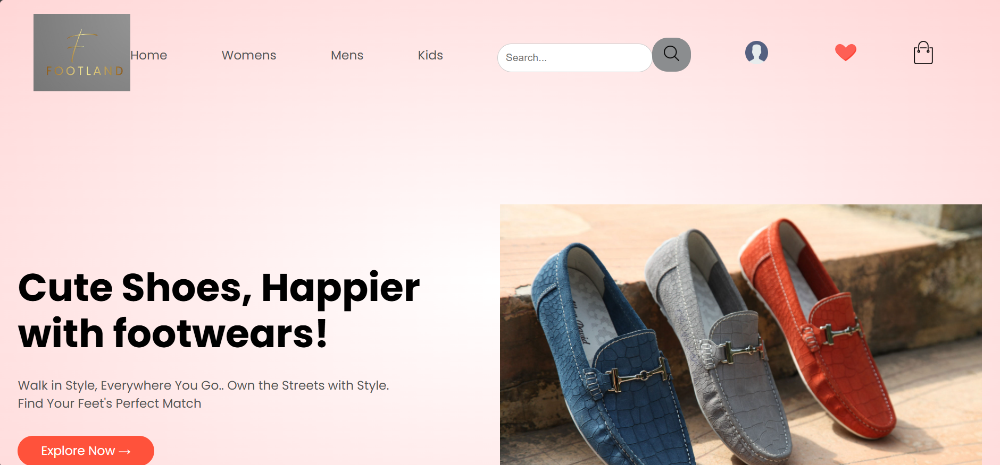 F
FOOTLAND
Home Womens Mens Kids Search...
Cute Shoes, Happier
with footwears!
Walk in Style, Everywhere You Go.. Own the Streets with Style.
Find Your Feet's Perfect Match
Explore Now →
David